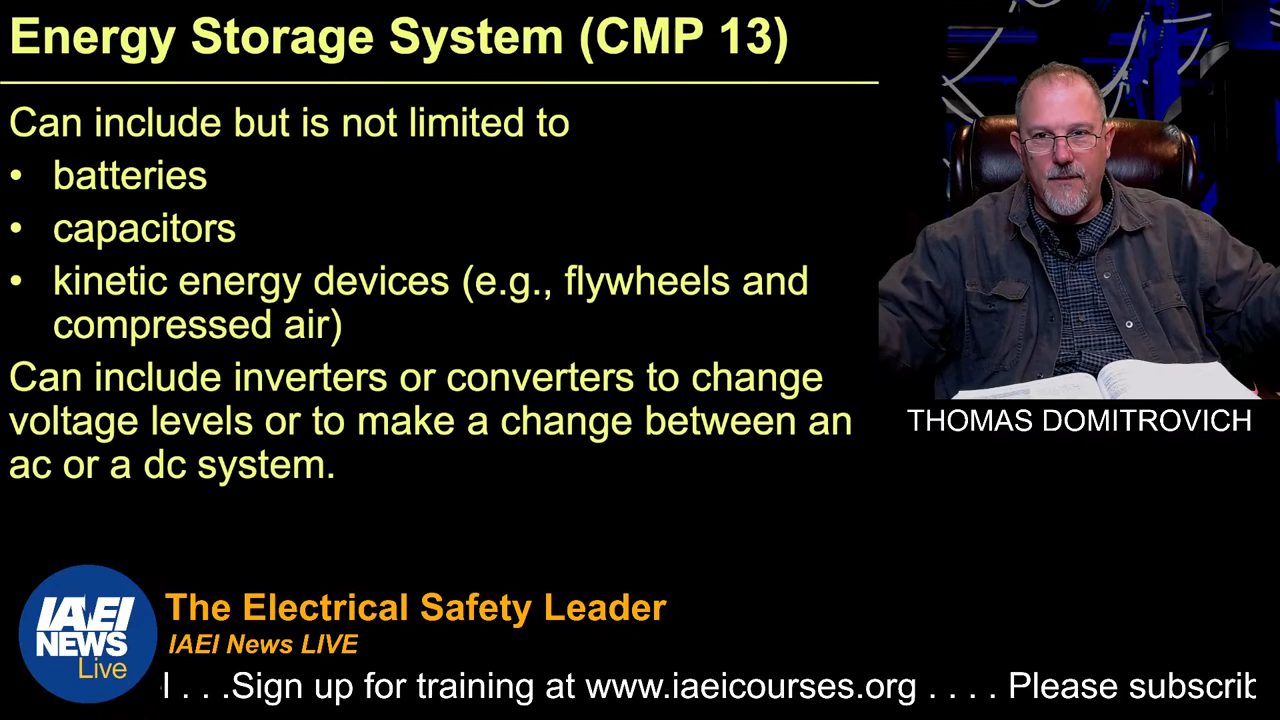 Energy Storage System (CMP 13)
Can include but is not limited to
• batteries
• capacitors
• kinetic energy devices (e.g., flywheels and
compressed air)
Can include inverters or converters to change
voltage levels or to make a change between an
ac or a dc system.
THOMAS DOMITROVICH
IAEI
NEWS
Live
The Electrical Safety Leader
IAEI News LIVE
. . .Sign up for training at www.iaeicourses.org . . . . Please